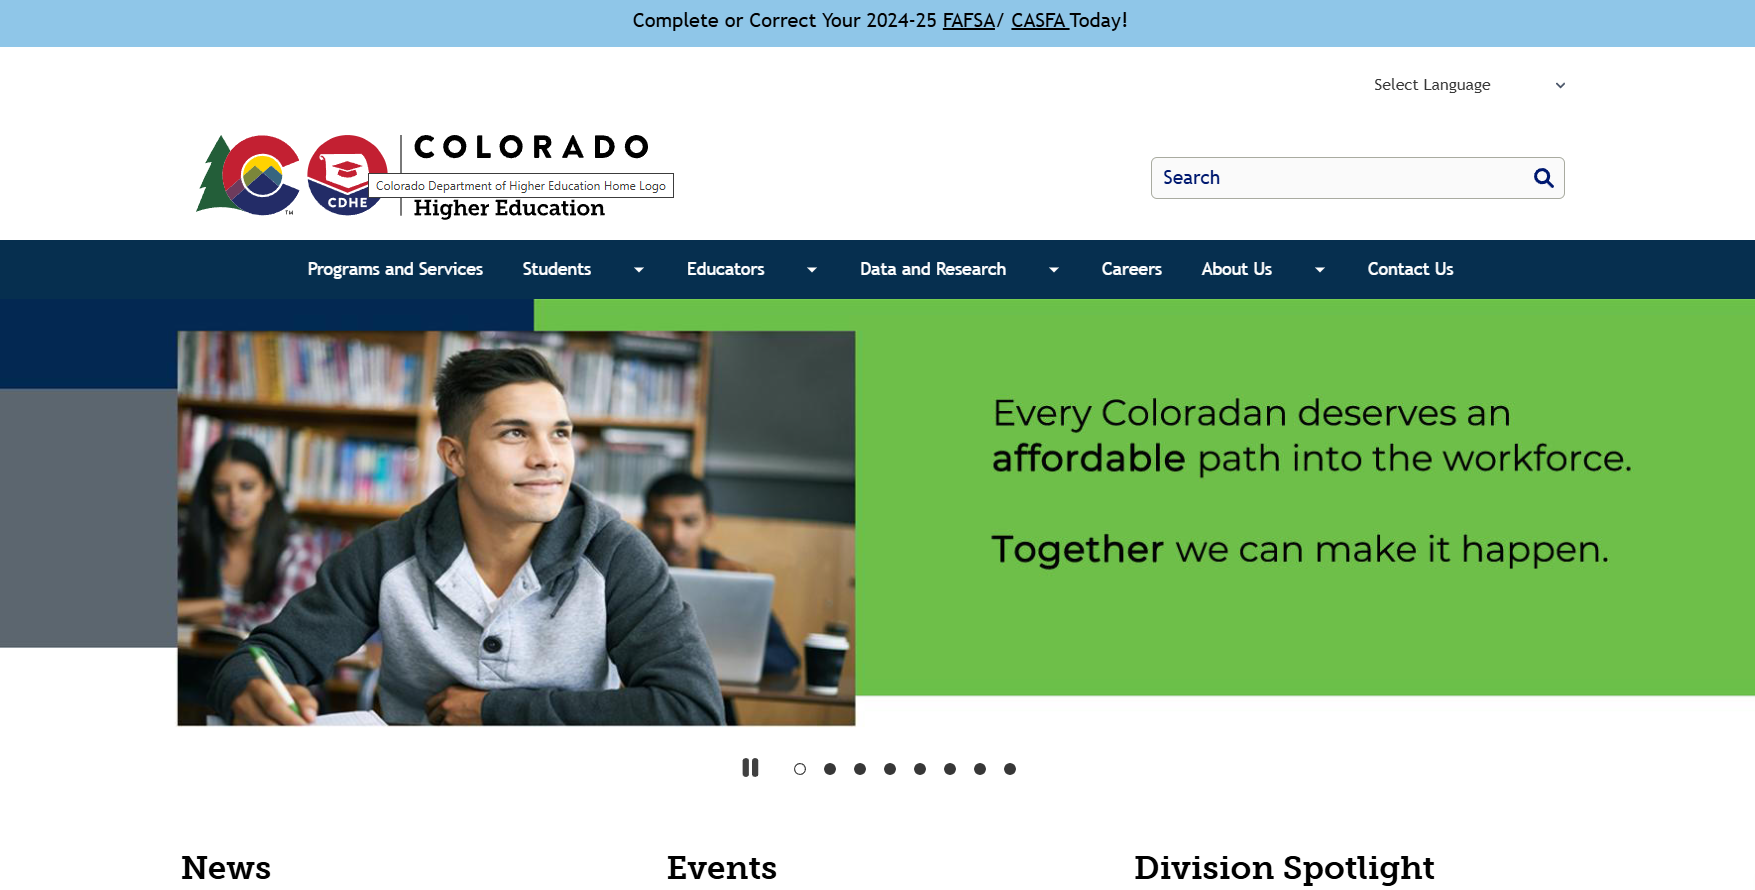 Complete or Correct Your 2024-25 FAFSA/ CASFA Today!
Select Language
COLORADO
CDHE
TM
Colorado Department of Higher Education Home Logo
Higher Education
Search
Programs and Services Students Educators Data and Research Careers About Us Contact Us
Every Coloradan deserves an
affordable path into the workforce.
Together we can make it happen.
News Events Division Spotlight